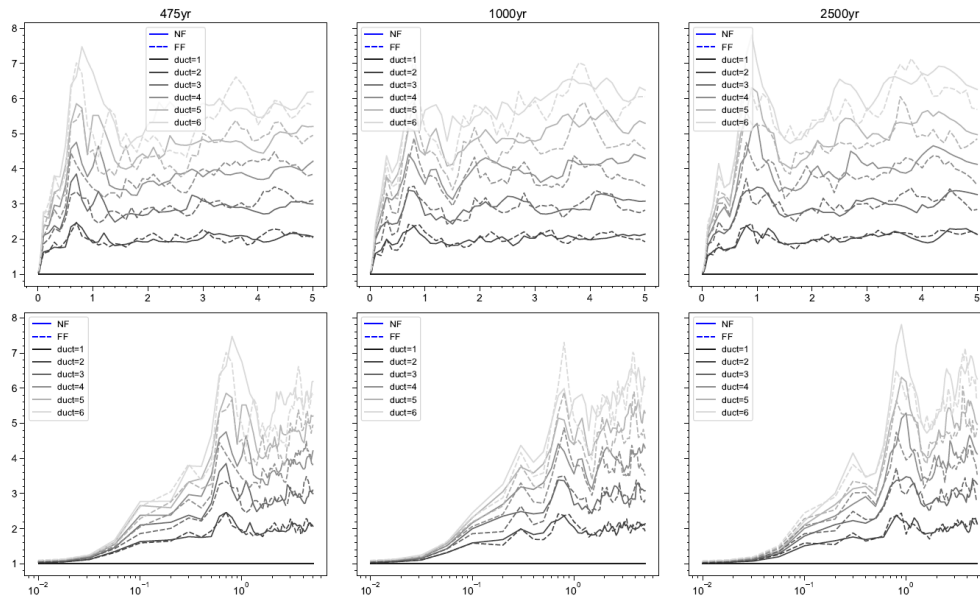 475yr
1000yr
2500yr
8
7
6
5
4
3
2
1
NF
FF
duct=1
duct=2
duct=3
duct=4
duct=5
duct=6
NF
FF
duct=1
duct=2
duct=3
duct=4
duct=5
duct=6
NF
FF
duct=1
duct=2
duct=3
duct=4
duct=5
duct=6
0 1 2 3 4 5
0 1 2 3 4 5
0 1 2 3 4 5
8
7
6
5
4
3
2
1
NF
FF
duct=1
duct=2
duct=3
duct=4
duct=5
duct=6
NF
FF
duct=1
duct=2
duct=3
duct=4
duct=5
duct=6
NF
FF
duct=1
duct=2
duct=3
duct=4
duct=5
duct=6
10⁻² 10⁻¹ 10⁰
10⁻² 10⁻¹ 10⁰
10⁻² 10⁻¹ 10⁰